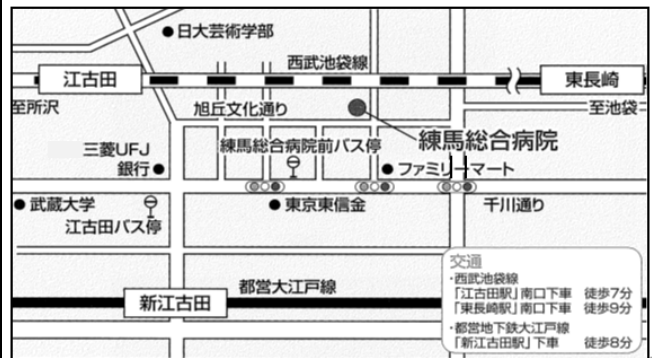 日大芸術学部
西武池袋線
江古田
東長崎
至所沢
旭丘文化通り
至池袋
練馬総合病院
三菱UFJ
銀行
練馬総合病院前バス停
ファミリーマート
武蔵大学
江古田バス停
東京東信金
千川通り
都営大江戸線
新江古田
交通
・西武池袋線
「江古田駅」南口下車 徒歩7分
「東長崎駅」南口下車 徒歩9分
・都営地下鉄大江戸線
「新江古田駅」下車 徒歩8分